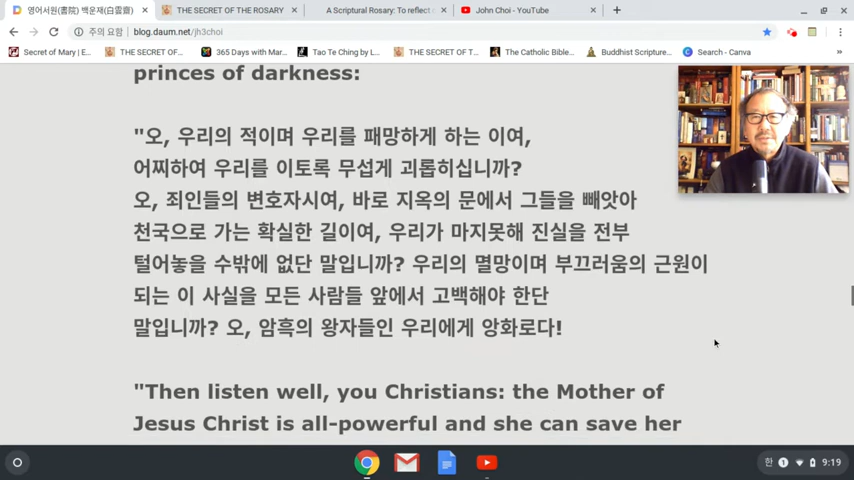 영어서원(書院) 백운재(白雲齋)
THE SECRET OF THE ROSARY
A Scriptural Rosary: To reflect
John Choi - YouTube
주의 요함
blog.daum.net/jh3choi
Secret of Mary | E...
THE SECRET OF...
365 Days with Mar...
Tao Te Ching by L...
THE SECRET OF T...
The Catholic Bible...
Buddhist Scripture...
Search - Canva
»
princes of darkness:
"오, 우리의 적이며 우리를 패망하게 하는 이여,
어찌하여 우리를 이토록 무섭게 괴롭히십니까?
오, 죄인들의 변호자시여, 바로 지옥의 문에서 그들을 빼앗아
천국으로 가는 확실한 길이여, 우리가 마지못해 진실을 전부
털어놓을 수밖에 없단 말입니까? 우리의 멸망이며 부끄러움의 근원이
되는 이 사실을 모든 사람들 앞에서 고백해야 한단
말입니까? 오, 암흑의 왕자들인 우리에게 앙화로다!
"Then listen well, you Christians: the Mother of
Jesus Christ is all-powerful and she can save her
한
1
9:19